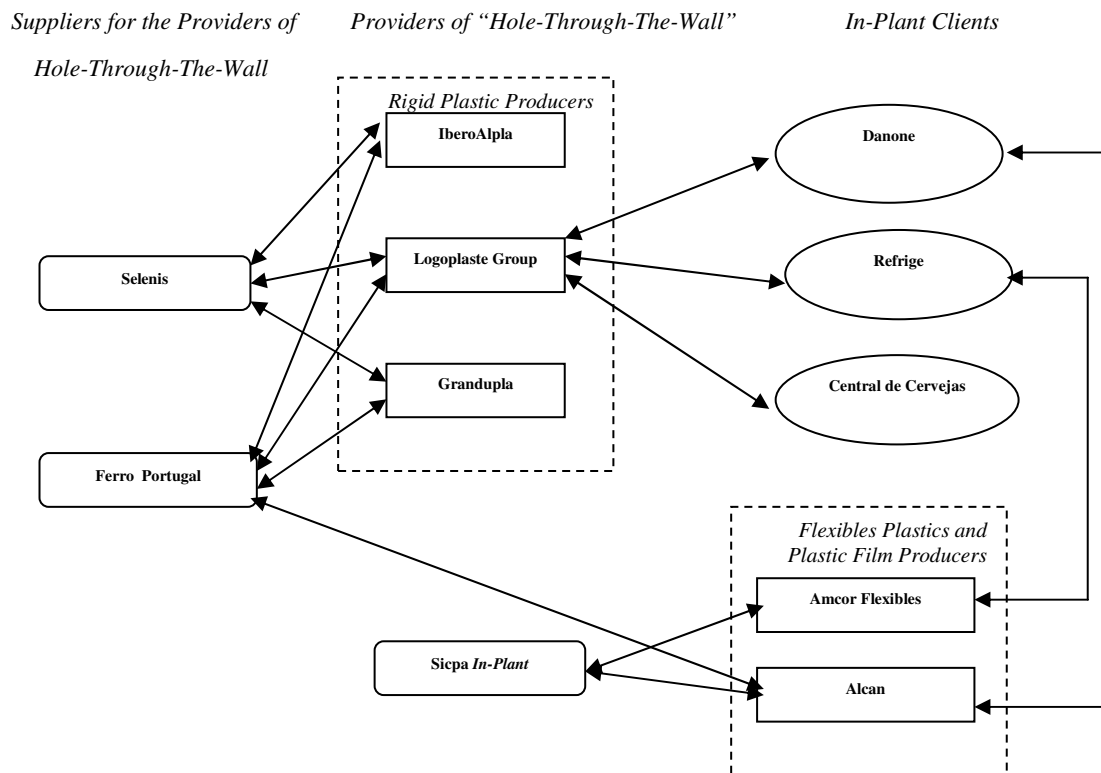 Suppliers for the Providers of
Hole-Through-The-Wall
Providers of “Hole-Through-The-Wall”
In-Plant Clients
Rigid Plastic Producers
IberoAlpla
Danone
Selenis
Logoplaste Group
Refrige
Grandupla
Central de Cervejas
Ferro Portugal
Flexibles Plastics and
Plastic Film Producers
Amcor Flexibles
Sicpa In-Plant
Alcan